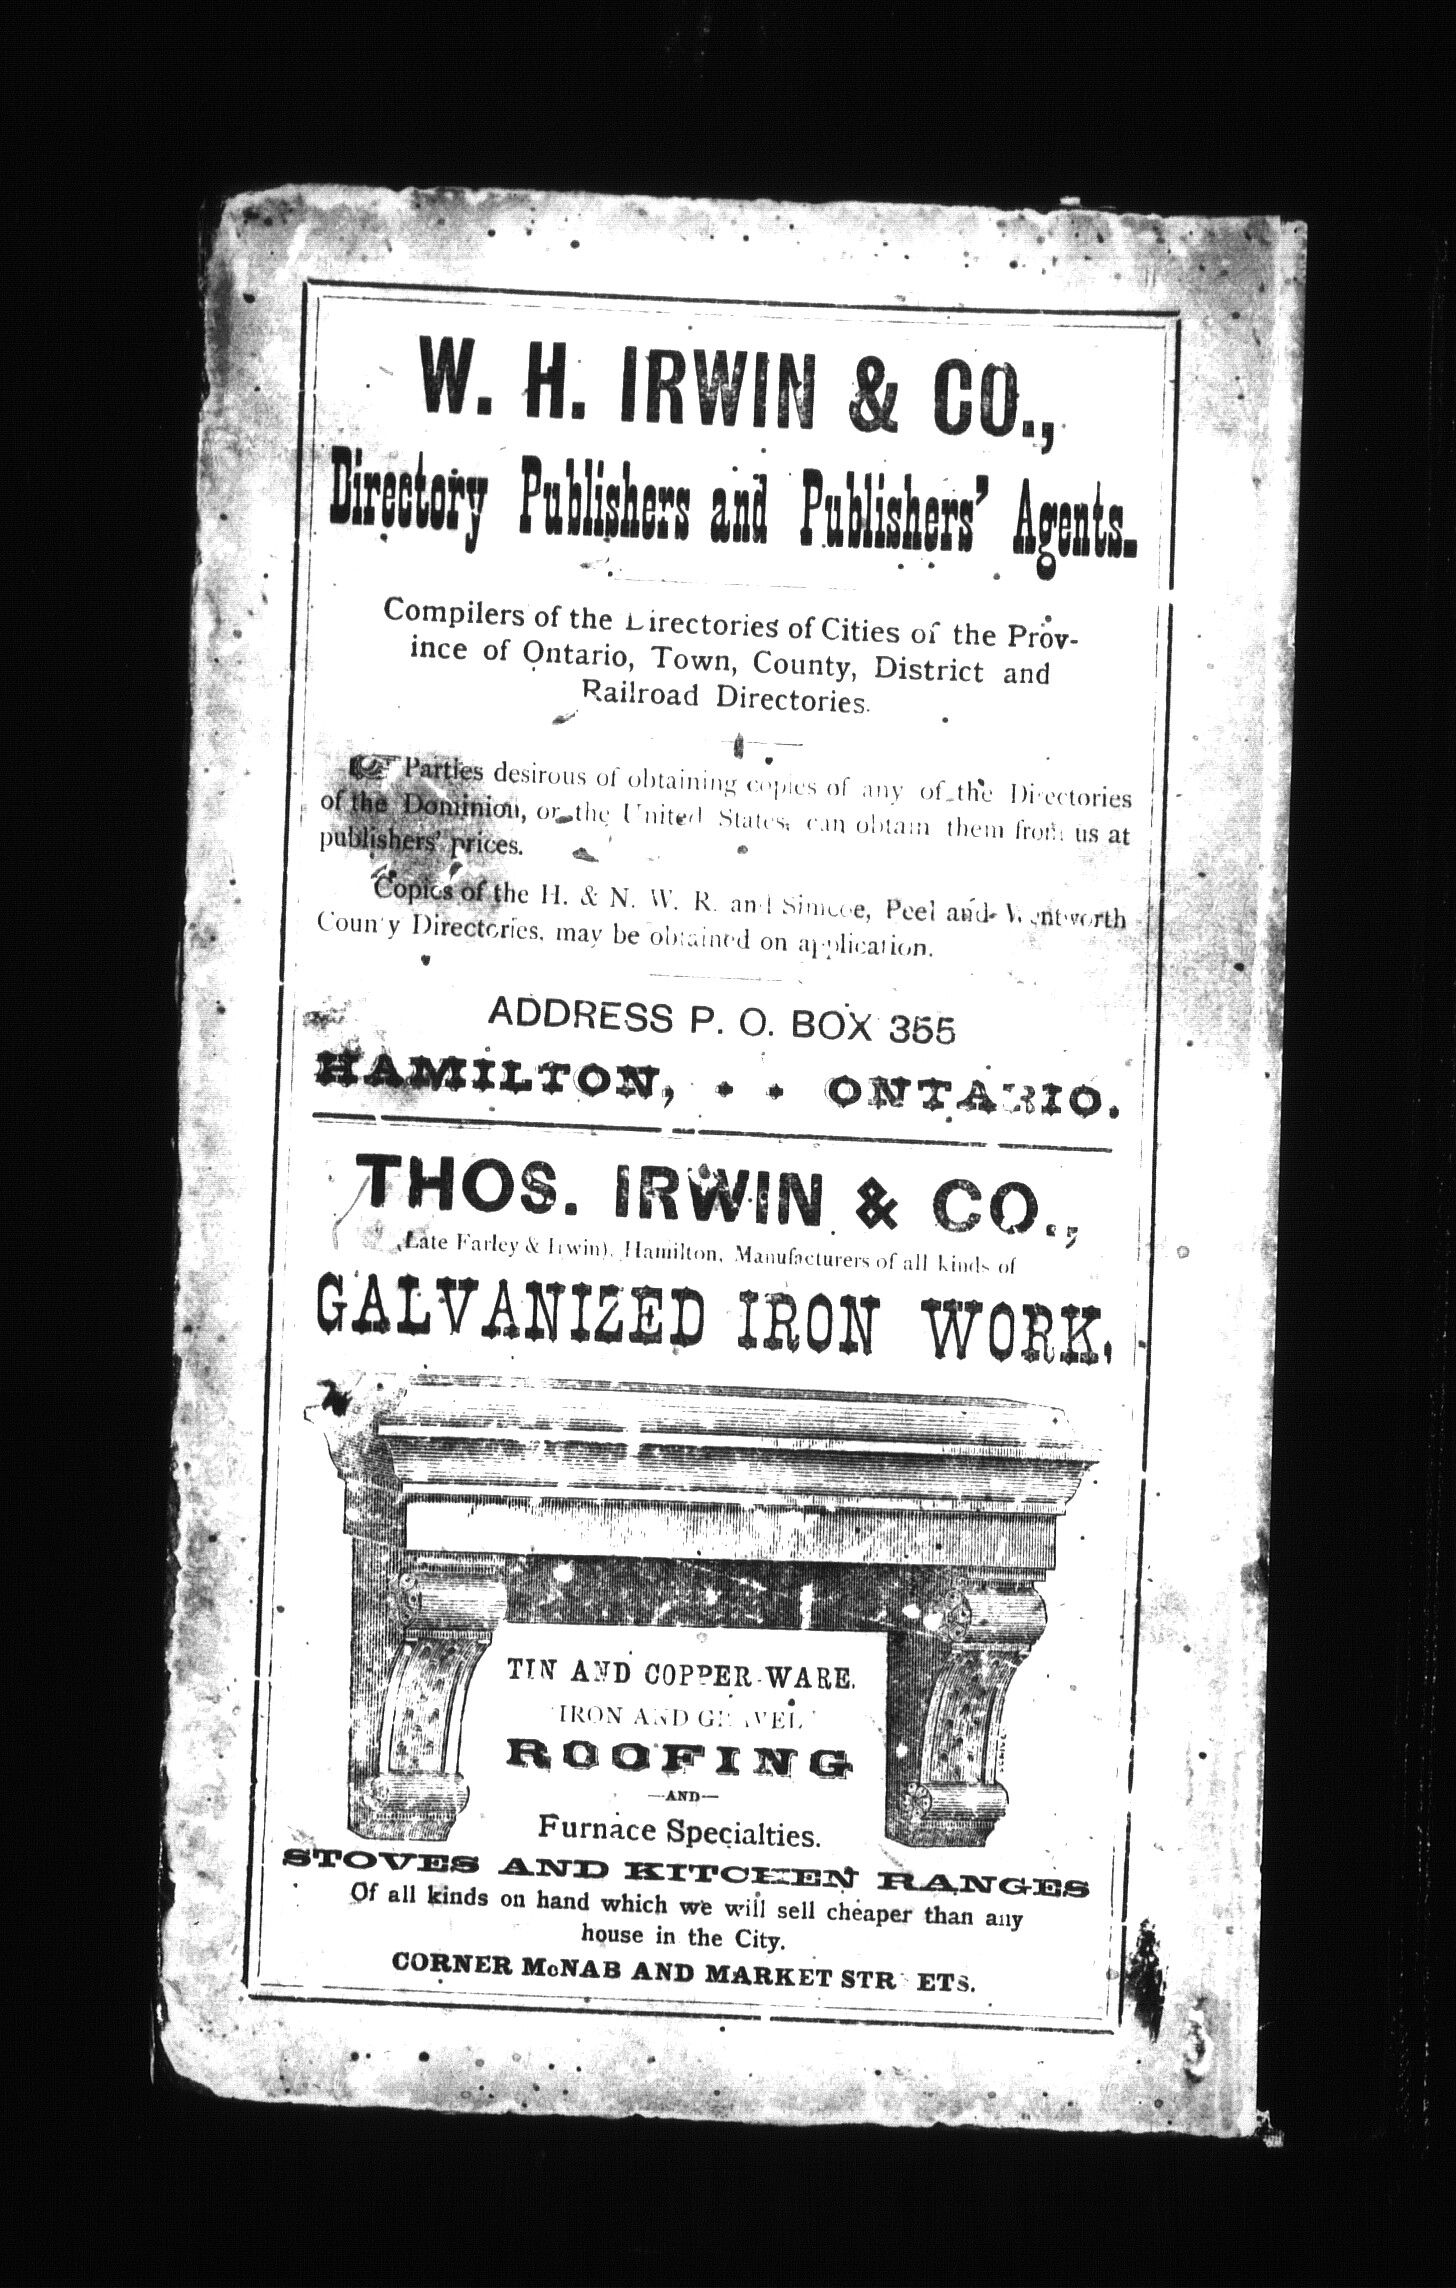 W. H. IRWIN & CO.,
Directory Publishers and Publishers' Agents.
Compilers of the Directories of Cities of the Prov-
ince of Ontario, Town, County, District and
Railroad Directories.
Parties desirous of obtaining copies of any of the Directories
of the Dominion, or the United States, can obtain them from us at
publishers' prices.
Copies of the H. & N. W. R. and Simcoe, Peel and Wentworth
County Directories, may be obtained on application.
ADDRESS P. O. BOX 355
HAMILTON, ONTARIO.
THOS. IRWIN & CO.,
(Late Farley & Irwin), Hamilton, Manufacturers of all kinds of
GALVANIZED IRON WORK.
TIN AND COPPER-WARE.
IRON AND GRAVEL
ROOFING
—AND—
Furnace Specialties.
STOVES AND KITCHEN RANGES
Of all kinds on hand which we will sell cheaper than any
house in the City.
CORNER McNAB AND MARKET STREETS.